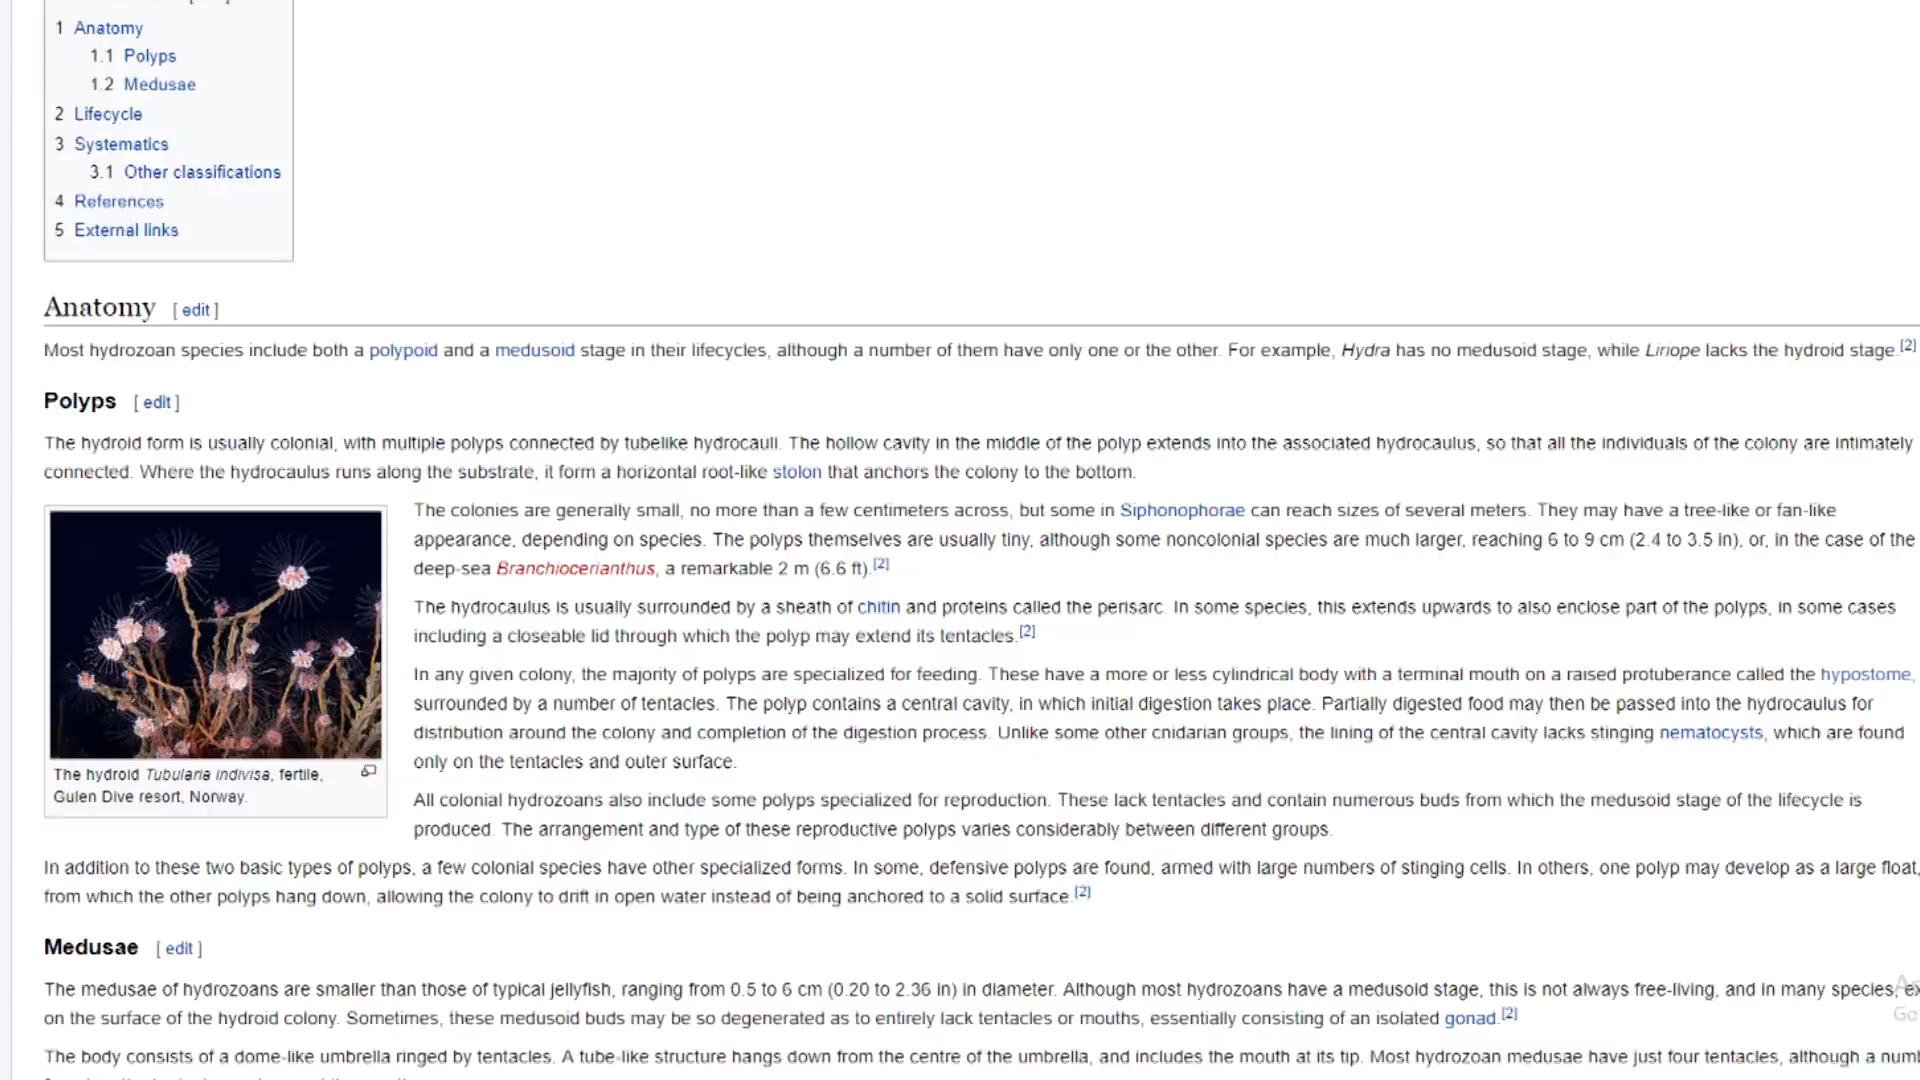 1 Anatomy
1.1 Polyps
1.2 Medusae
2 Lifecycle
3 Systematics
3.1 Other classifications
4 References
5 External links
Anatomy [ edit ]
Most hydrozoan species include both a polypoid and a medusoid stage in their lifecycles, although a number of them have only one or the other. For example, Hydra has no medusoid stage, while Liriope lacks the hydroid stage.[2]
Polyps [ edit ]
The hydroid form is usually colonial, with multiple polyps connected by tubelike hydrocauli. The hollow cavity in the middle of the polyp extends into the associated hydrocaulus, so that all the individuals of the colony are intimately
connected. Where the hydrocaulus runs along the substrate, it form a horizontal root-like stolon that anchors the colony to the bottom.
The colonies are generally small, no more than a few centimeters across, but some in Siphonophorae can reach sizes of several meters. They may have a tree-like or fan-like
appearance, depending on species. The polyps themselves are usually tiny, although some noncolonial species are much larger, reaching 6 to 9 cm (2.4 to 3.5 in), or, in the case of the
deep-sea Branchiocerianthus, a remarkable 2 m (6.6 ft).[2]
The hydrocaulus is usually surrounded by a sheath of chitin and proteins called the perisarc. In some species, this extends upwards to also enclose part of the polyps, in some cases
including a closeable lid through which the polyp may extend its tentacles.[2]
In any given colony, the majority of polyps are specialized for feeding. These have a more or less cylindrical body with a terminal mouth on a raised protuberance called the hypostome,
surrounded by a number of tentacles. The polyp contains a central cavity, in which initial digestion takes place. Partially digested food may then be passed into the hydrocaulus for
distribution around the colony and completion of the digestion process. Unlike some other cnidarian groups, the lining of the central cavity lacks stinging nematocysts, which are found
only on the tentacles and outer surface.
The hydroid Tubularia indivisa, fertile,
Gulen Dive resort, Norway.
All colonial hydrozoans also include some polyps specialized for reproduction. These lack tentacles and contain numerous buds from which the medusoid stage of the lifecycle is
produced. The arrangement and type of these reproductive polyps varies considerably between different groups.
In addition to these two basic types of polyps, a few colonial species have other specialized forms. In some, defensive polyps are found, armed with large numbers of stinging cells. In others, one polyp may develop as a large float,
from which the other polyps hang down, allowing the colony to drift in open water instead of being anchored to a solid surface.[2]
Medusae [ edit ]
The medusae of hydrozoans are smaller than those of typical jellyfish, ranging from 0.5 to 6 cm (0.20 to 2.36 in) in diameter. Although most hydrozoans have a medusoid stage, this is not always free-living, and in many species,
on the surface of the hydroid colony. Sometimes, these medusoid buds may be so degenerated as to entirely lack tentacles or mouths, essentially consisting of an isolated gonad.[2]
Go
The body consists of a dome-like umbrella ringed by tentacles. A tube-like structure hangs down from the centre of the umbrella, and includes the mouth at its tip. Most hydrozoan medusae have just four tentacles, although a